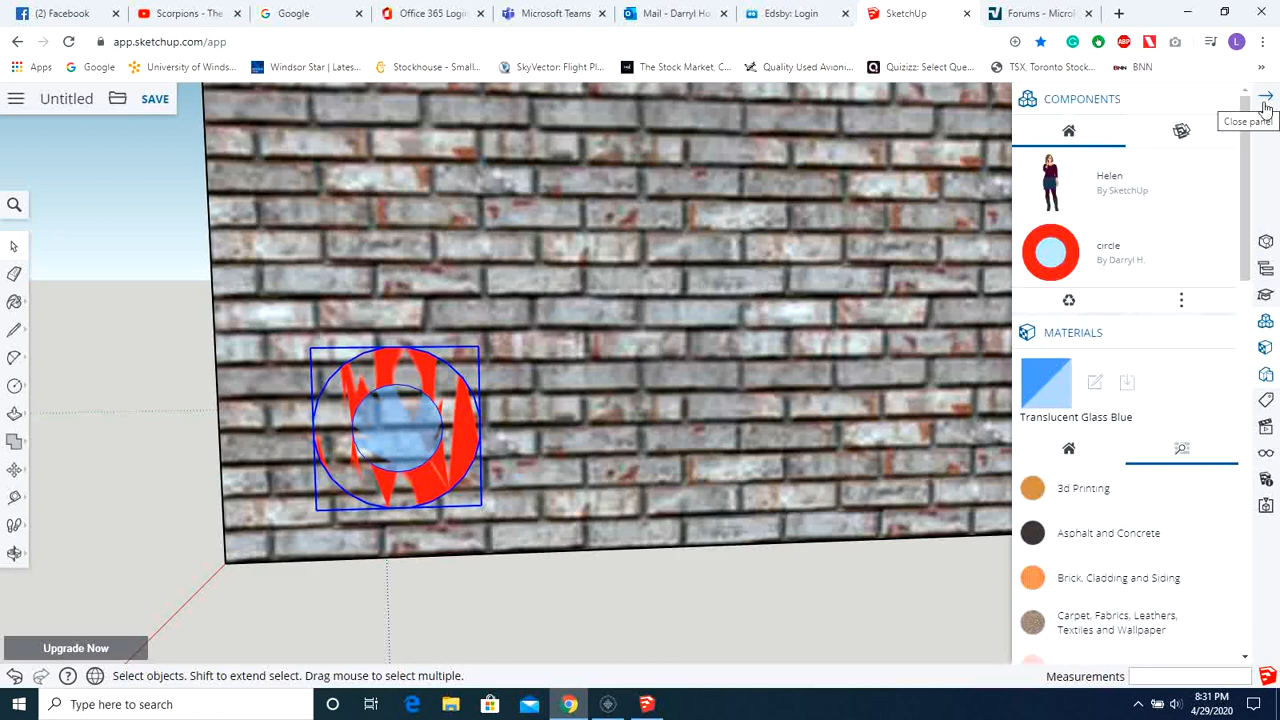 (2) Facebook
Scorpions - The
Google
Office 365 Login
Microsoft Teams
Mail - Darryl Ho
Edsby: Login
SketchUp
Forums - Micro
app.sketchup.com/app
Apps
Google
University of Winds...
Windsor Star | Lates...
Stockhouse - Small...
SkyVector: Flight Pl...
The Stock Market, C...
Quality Used Avion...
Quizizz: Select Que...
TSX, Toronto Stock...
BNN
Untitled
SAVE
COMPONENTS
Close panel
Helen
By SketchUp
circle
By Darryl H.
MATERIALS
Translucent Glass Blue
3d Printing
Asphalt and Concrete
Brick, Cladding and Siding
Carpet, Fabrics, Leathers,
Textiles and Wallpaper
Upgrade Now
Select objects. Shift to extend select. Drag mouse to select multiple.
Measurements
Type here to search
8:31 PM
4/29/2020